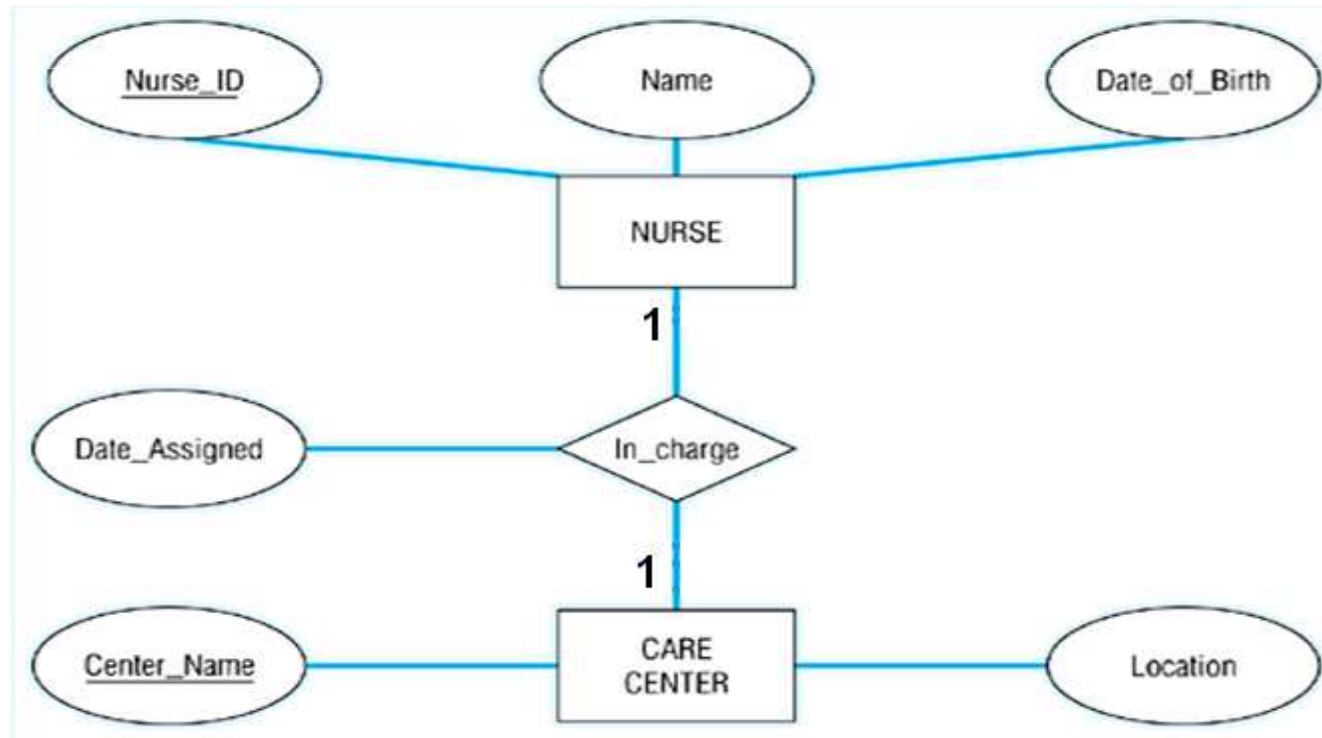 Nurse_ID
Name
Date_of_Birth
NURSE
1
Date_Assigned
In_charge
1
Center_Name
CARE
CENTER
Location